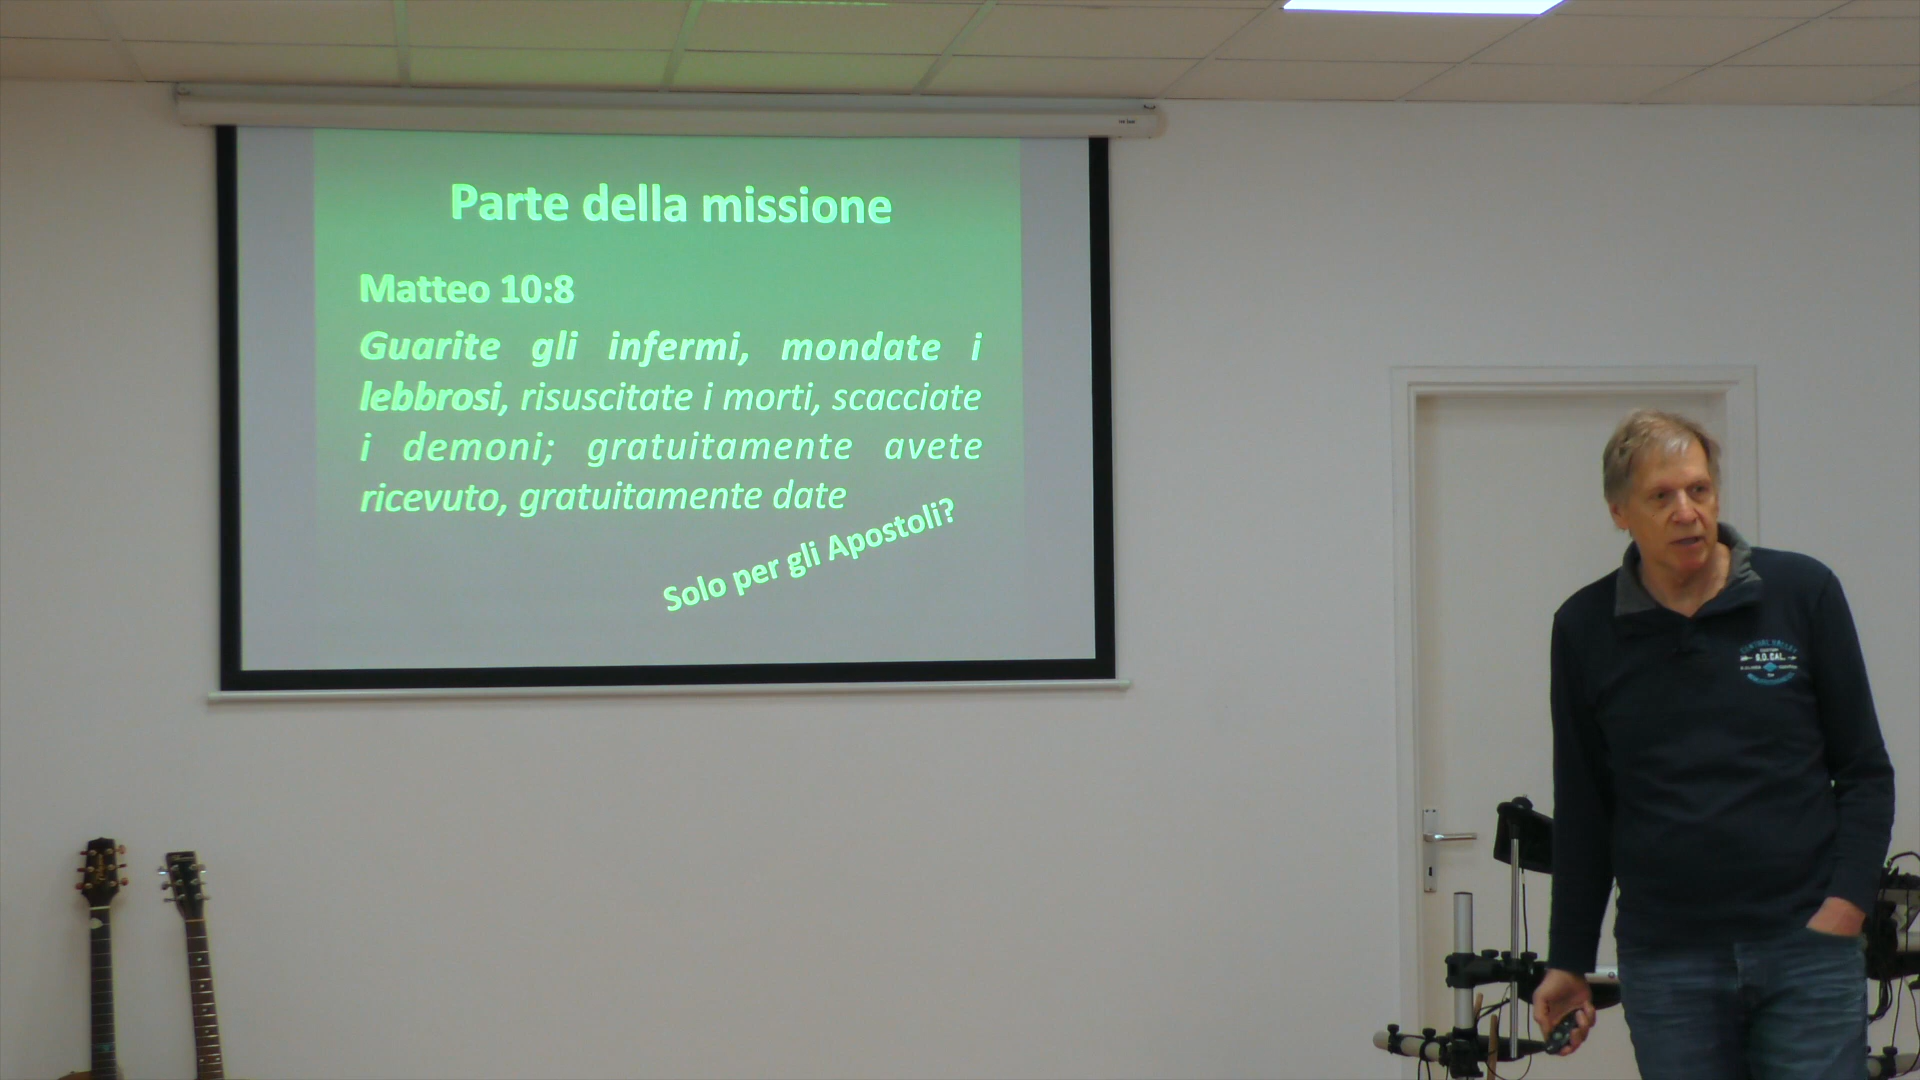 Parte della missione
Matteo 10:8
Guarite gli infermi, mondate i
lebbrosi, risuscitate i morti, scacciate
i demoni; gratuitamente avete
ricevuto, gratuitamente date
Solo per gli Apostoli?
S.O. CAL.